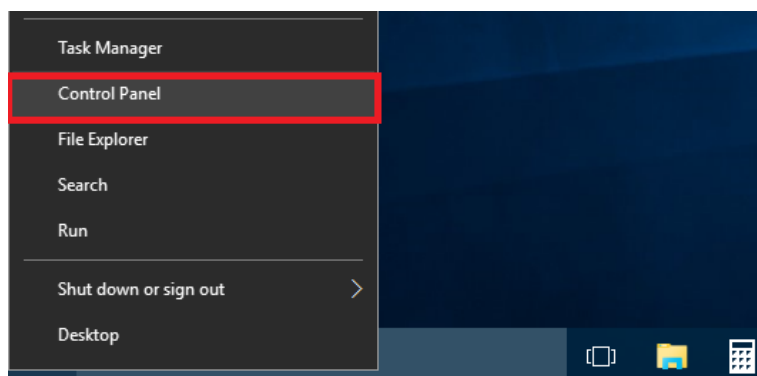 Task Manager
Control Panel
File Explorer
Search
Run
Shut down or sign out
Desktop